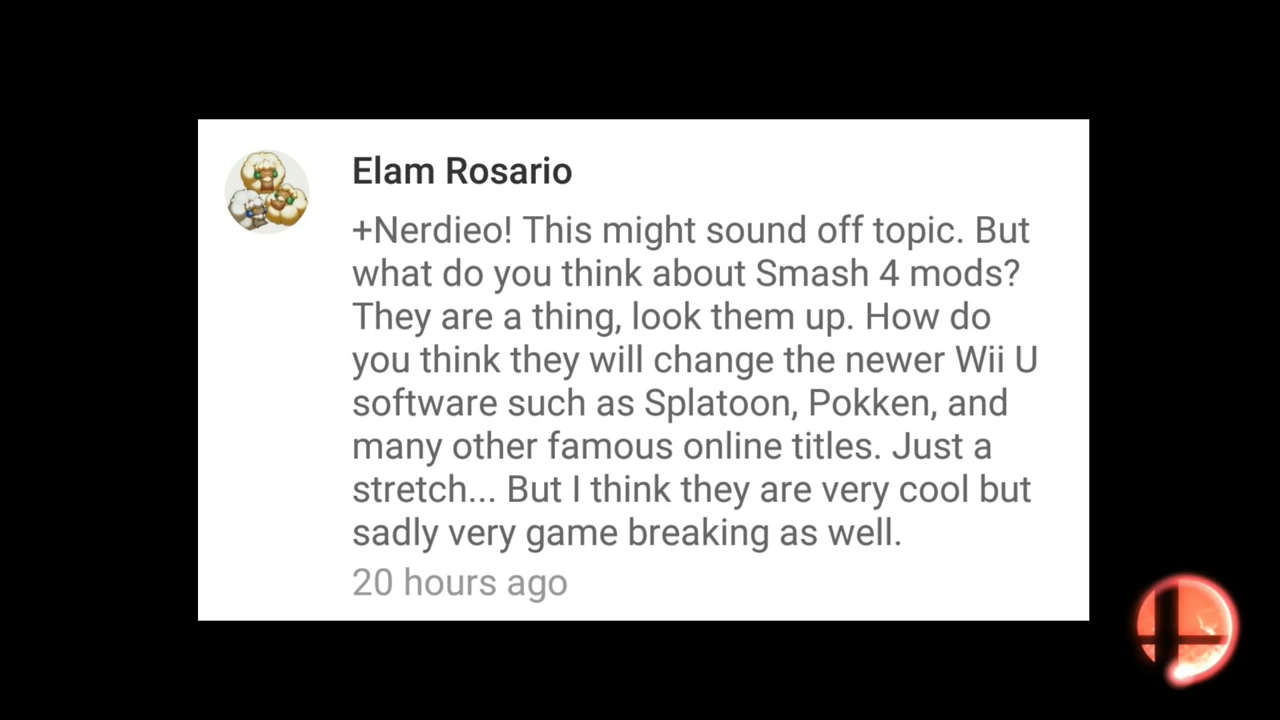 Elam Rosario
+Nerdieo! This might sound off topic. But
what do you think about Smash 4 mods?
They are a thing, look them up. How do
you think they will change the newer Wii U
software such as Splatoon, Pokken, and
many other famous online titles. Just a
stretch... But I think they are very cool but
sadly very game breaking as well.
20 hours ago